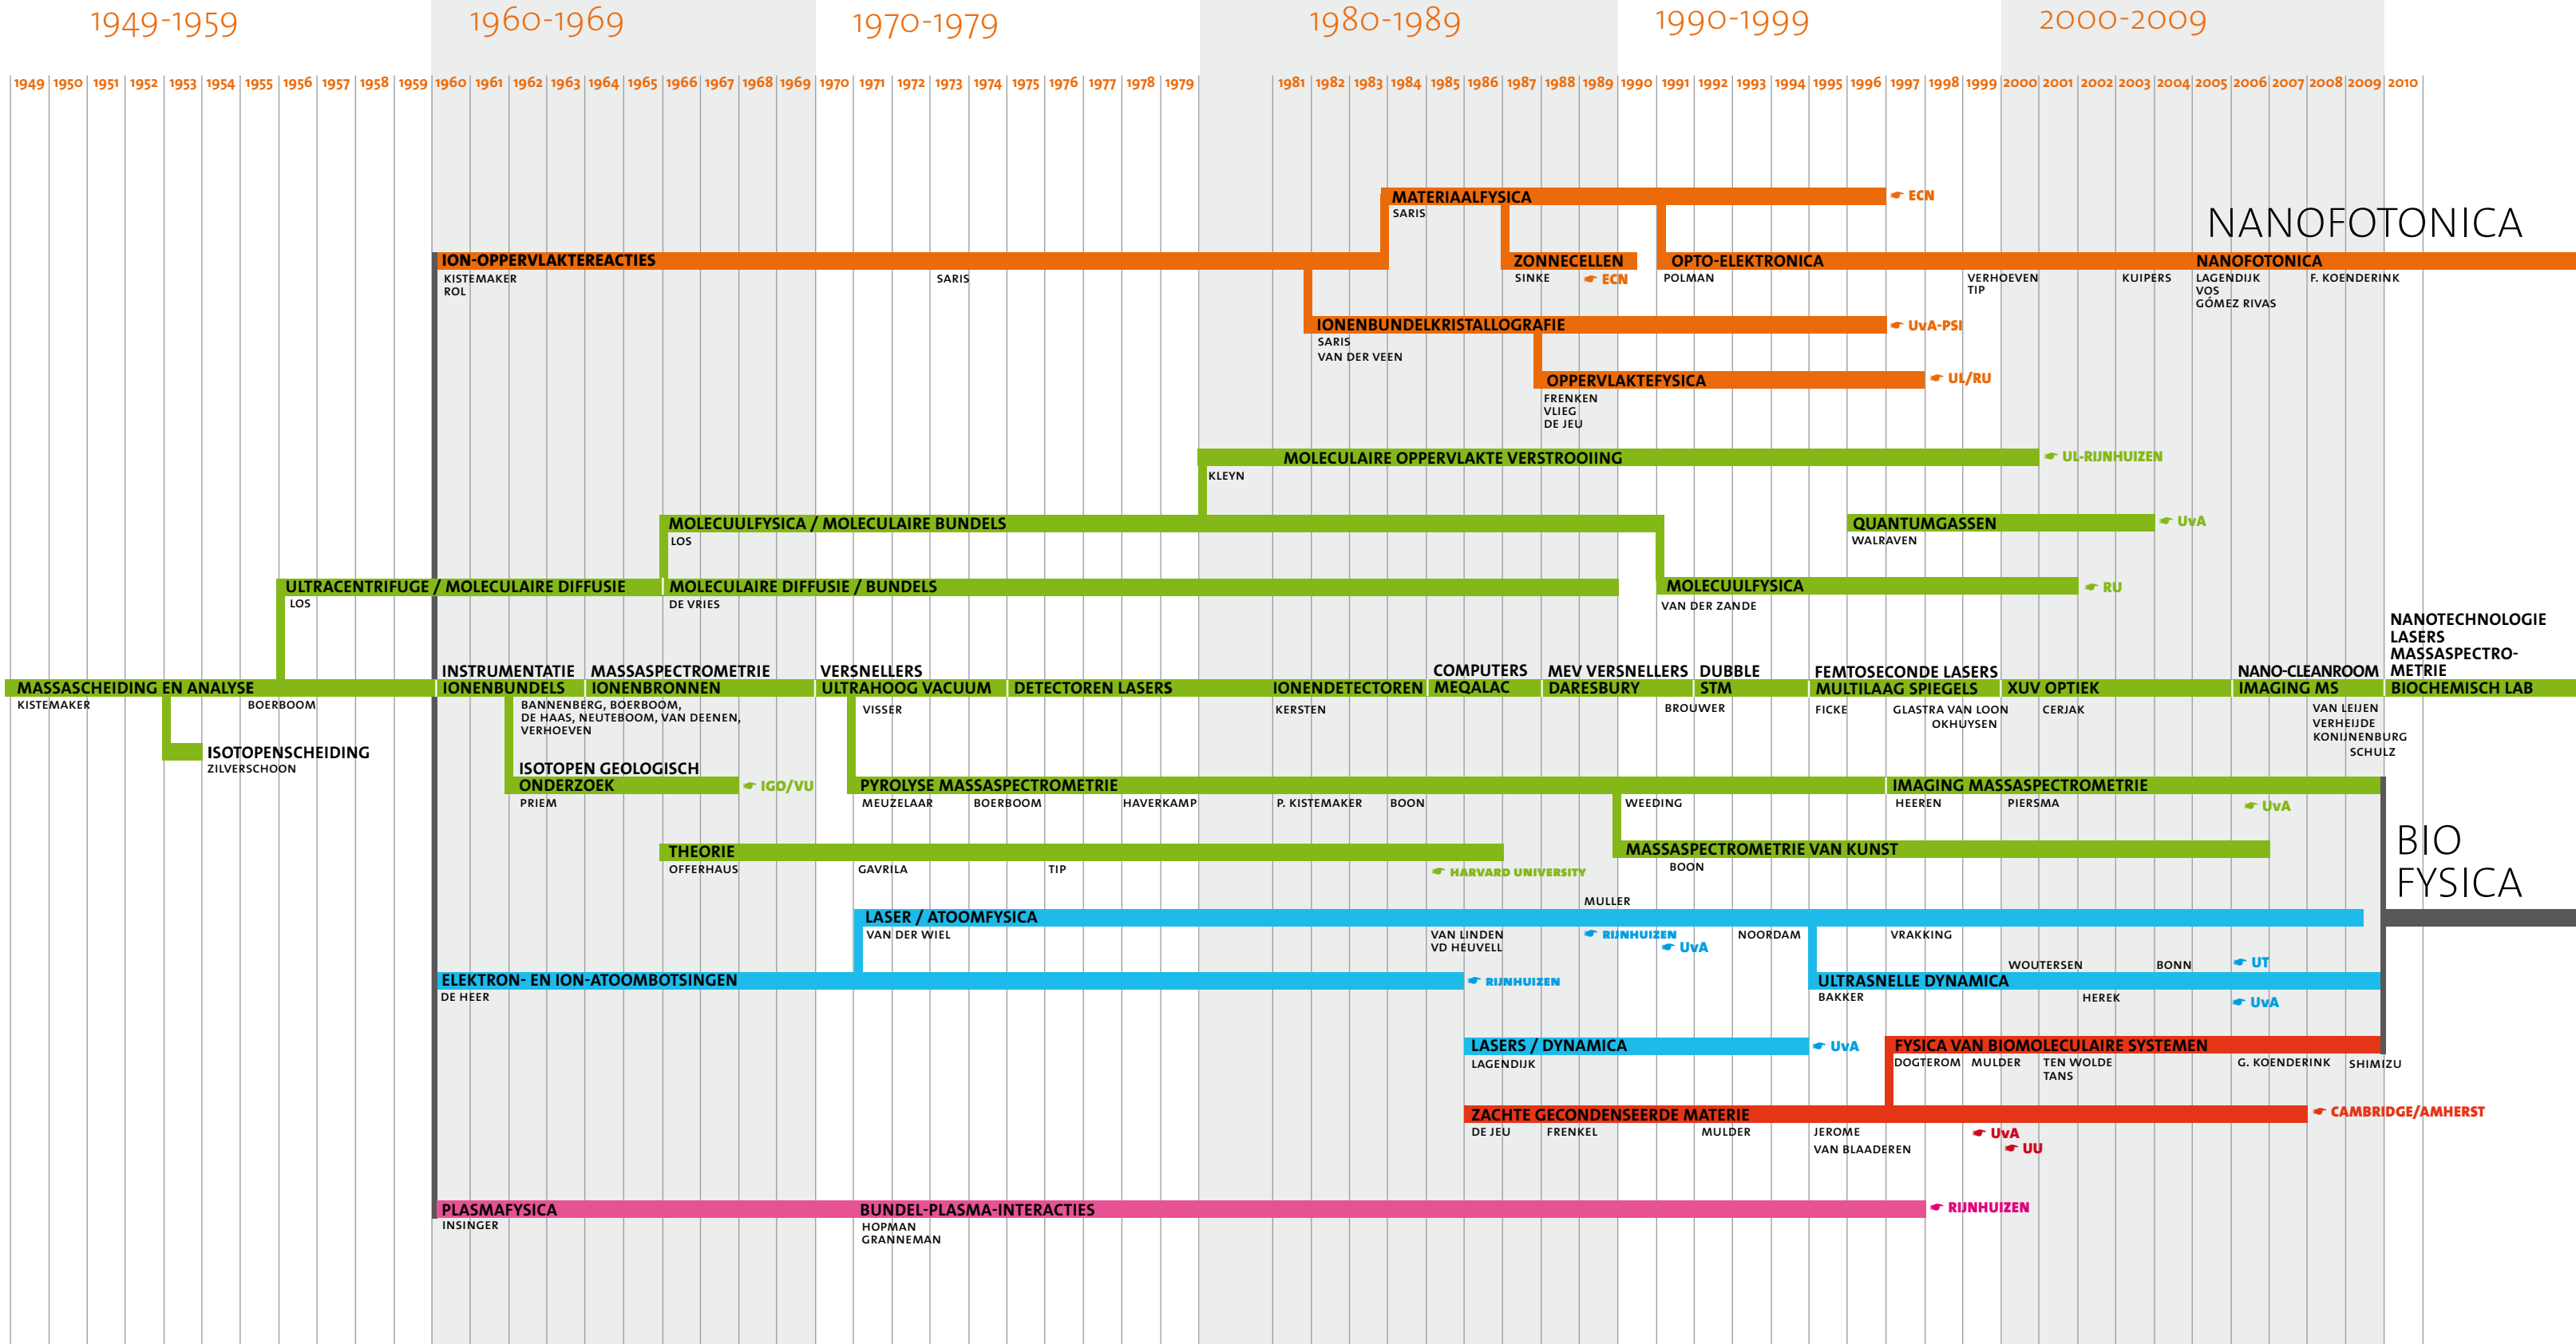 1949-1959 1960-1969 1970-1979 1980-1989 1990-1999 2000-2009
1949 1950 1951 1952 1953 1954 1955 1956 1957 1958 1959 1960 1961 1962 1963 1964 1965 1966 1967 1968 1969 1970 1971 1972 1973 1974 1975 1976 1977 1978 1979 1981 1982 1983 1984 1985 1986 1987 1988 1989 1990 1991 1992 1993 1994 1995 1996 1997 1998 1999 2000 2001 2002 2003 2004 2005 2006 2007 2008 2009 2010
MATERIAALFYSICA ☛ ECN
SARIS
NANOFOTONICA
ION-OPPERVLAKTEREACTIES ZONNECELLEN OPTO-ELEKTRONICA NANOFOTONICA
KISTEMAKER SARIS SINKE ☛ ECN POLMAN VERHOEVEN KUIPERS LAGENDIJK F. KOENDERINK
ROL TIP VOS
GÓMEZ RIVAS
IONENBUNDELKRISTALLOGRAFIE ☛ UvA-PSI
SARIS
VAN DER VEEN
OPPERVLAKTEFYSICA ☛ UL/RU
FRENKEN
VLIEG
DE JEU
MOLECULAIRE OPPERVLAKTE VERSTROOIING ☛ UL-RIJNHUIZEN
KLEYN
MOLECUULFYSICA / MOLECULAIRE BUNDELS QUANTUMGASSEN ☛ UvA
LOS WALRAVEN
ULTRACENTRIFUGE / MOLECULAIRE DIFFUSIE MOLECULAIRE DIFFUSIE / BUNDELS MOLECUULFYSICA ☛ RU
LOS DE VRIES VAN DER ZANDE
NANOTECHNOLOGIE
LASERS
MASSASPECTRO-
INSTRUMENTATIE MASSASPECTROMETRIE VERSNELLERS COMPUTERS MEV VERSNELLERS DUBBLE FEMTOSECONDE LASERS NANO-CLEANROOM METRIE
MASSASCHEIDING EN ANALYSE IONENBUNDELS IONENBRONNEN ULTRAHOOG VACUUM DETECTOREN LASERS IONENDETECTOREN MEQALAC DARESBURY STM MULTILAAG SPIEGELS XUV OPTIEK IMAGING MS BIOCHEMISCH LAB
KISTEMAKER BOERBOOM BANNENBERG, BOERBOOM, VISSER KERSTEN BROUWER FICKE GLASTRA VAN LOON CERJAK VAN LEIJEN
DE HAAS, NEUTEBOOM, VAN DEENEN, OKHUYSEN VERHEIJDE
VERHOEVEN KONIJNENBURG
SCHULZ
ISOTOPENSCHEIDING
ZILVERSCHOON
ISOTOPEN GEOLOGISCH
ONDERZOEK ☛ IGO/VU PYROLYSE MASSASPECTROMETRIE IMAGING MASSASPECTROMETRIE
PRIEM MEUZELAAR BOERBOOM HAVERKAMP P. KISTEMAKER BOON WEEDING HEEREN PIERSMA ☛ UvA
BIO
FYSICA
THEORIE MASSASPECTROMETRIE VAN KUNST
OFFERHAUS GAVRILA TIP ☛ HARVARD UNIVERSITY BOON
MULLER
LASER / ATOOMFYSICA
VAN DER WIEL VAN LINDEN ☛ RIJNHUIZEN NOORDAM VRAKKING
VD HEUVELL ☛ UvA
WOUTERSEN BONN ☛ UT
ELEKTRON- EN ION-ATOOMBOTSINGEN ☛ RIJNHUIZEN ULTRASNELLE DYNAMICA
DE HEER BAKKER HEREK ☛ UvA
LASERS / DYNAMICA ☛ UvA FYSICA VAN BIOMOLECULAIRE SYSTEMEN
LAGENDIJK DOGTEROM MULDER TEN WOLDE G. KOENDERINK SHIMIZU
TANS
ZACHTE GECONDENSEERDE MATERIE ☛ CAMBRIDGE/AMHERST
DE JEU FRENKEL MULDER JEROME ☛ UvA
VAN BLAADEREN ☛ UU
PLASMAFYSICA BUNDEL-PLASMA-INTERACTIES ☛ RIJNHUIZEN
INSINGER HOPMAN
GRANNEMAN